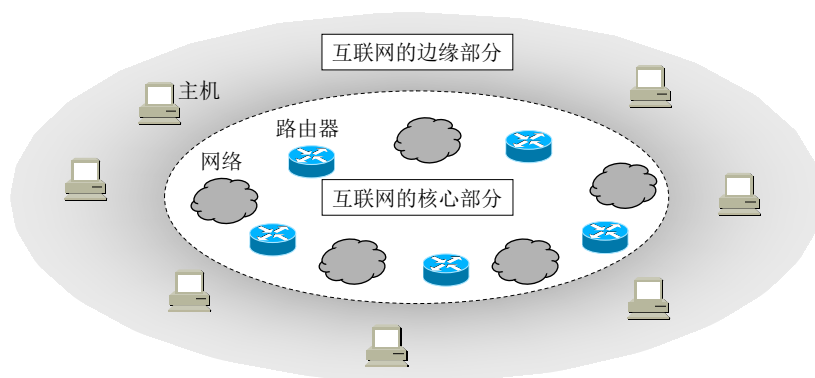 互联网的边缘部分
主机
路由器
网络
互联网的核心部分